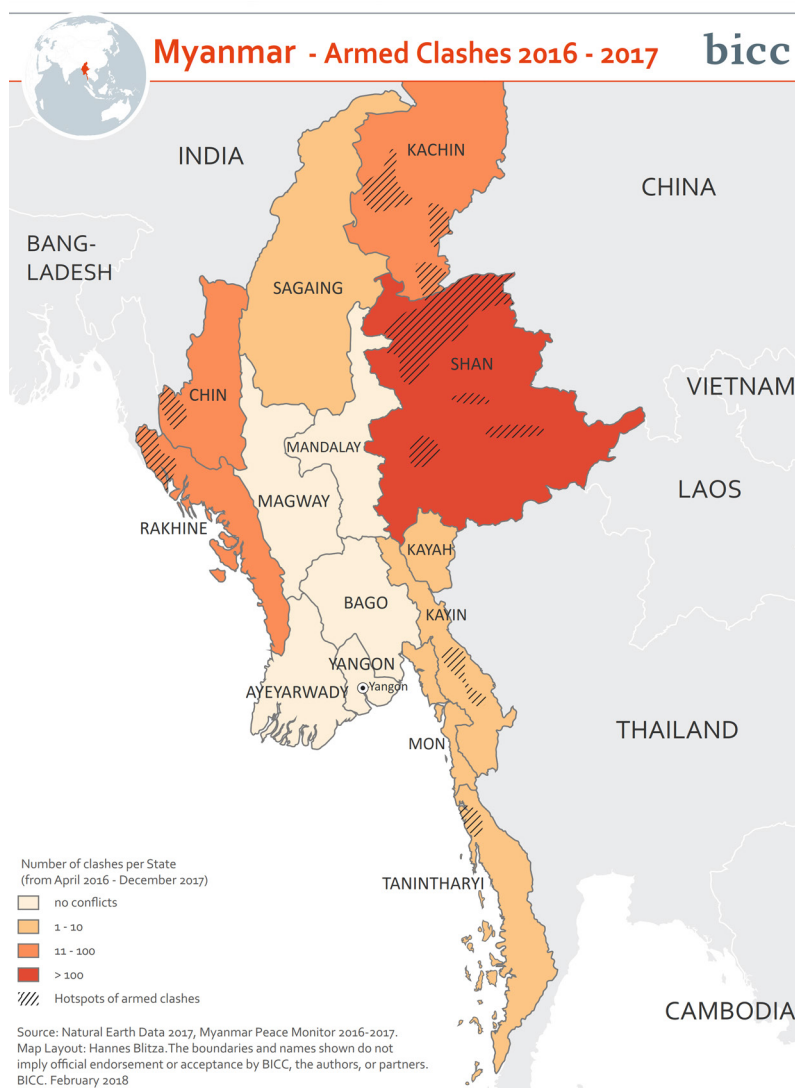 Myanmar - Armed Clashes 2016 - 2017
bicc
INDIA
KACHIN
CHINA
BANG-
LADESH
SAGAING
SHAN
CHIN
VIETNAM
MANDALAY
MAGWAY
LAOS
RAKHINE
KAYAH
BAGO
KAYIN
YANGON
AYEYARWADY
Yangon
THAILAND
MON
TANINTHARYI
CAMBODIA
Number of clashes per State
(from April 2016 - December 2017)
no conflicts
1 - 10
11 - 100
> 100
Hotspots of armed clashes
Source: Natural Earth Data 2017, Myanmar Peace Monitor 2016-2017.
Map Layout: Hannes Blitza.The boundaries and names shown do not
imply official endorsement or acceptance by BICC, the authors, or partners.
BICC. February 2018